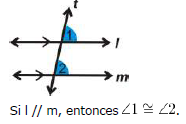 t
1
l
2
m
Si l // m, entonces ∠1 ≅ ∠2.